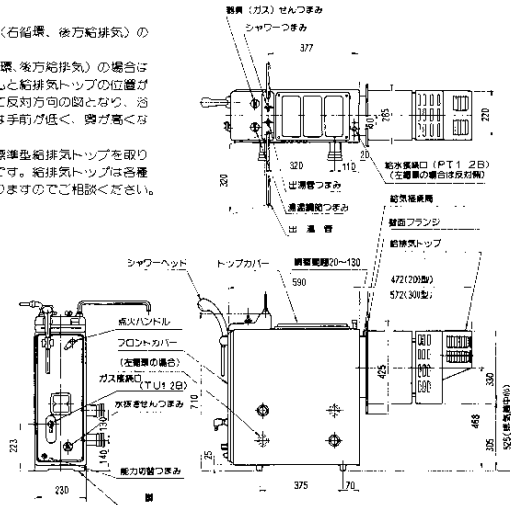 (右循環、後方給排気)の
環、後方給排気)の場合は
んと給排気トップの位置が
て反対方向の図となり、浴
は手前が低く、奥が高くな
標準型給排気トップを取り
です。給排気トップは各種
りますのでご相談ください。
器具(ガス)せんつまみ
シャワーつまみ
377
265
220
320
320
110
20
給水接続口(PT1 2B)
(左循環の場合は反対側)
出湯管つまみ
湯温調節つまみ
出 湯 管
給気接続筒
壁面フランジ
給排気トップ
シャワーヘッド
トップカバー
調整範囲20~130
590
472(200型)
572(300型)
点火ハンドル
フロントカバー
(左循環の場合)
ガス接続口
(TU1 2B)
水抜きせんつまみ
能力切替つまみ
脚
223
130
140
230
710
25
375
70
425
330
468
305
525(排気部中心)